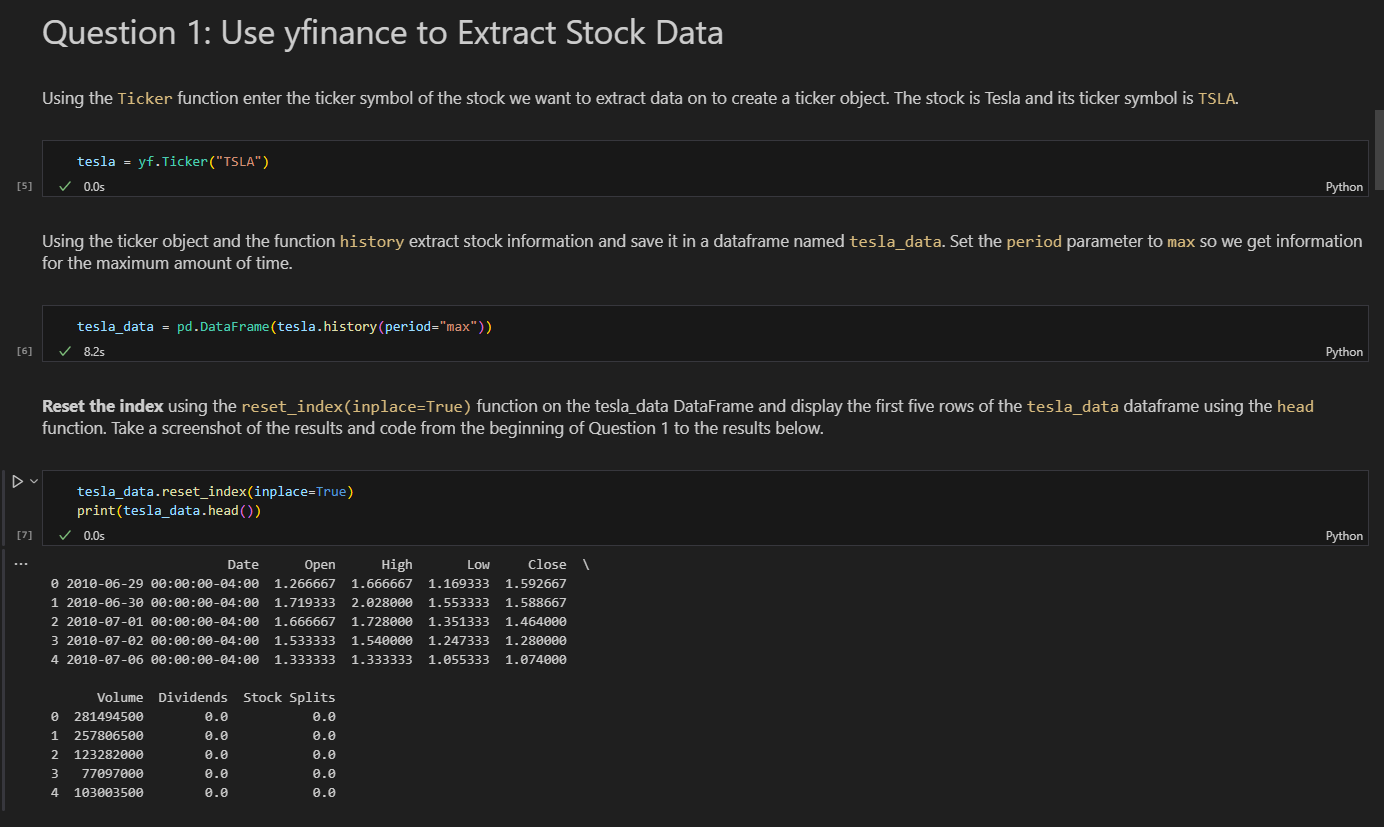 Question 1: Use yfinance to Extract Stock Data
Using the Ticker function enter the ticker symbol of the stock we want to extract data on to create a ticker object. The stock is Tesla and its ticker symbol is TSLA.
tesla = yf.Ticker("TSLA")
[5] ✓ 0.0s Python
Using the ticker object and the function history extract stock information and save it in a dataframe named tesla_data. Set the period parameter to max so we get information
for the maximum amount of time.
tesla_data = pd.DataFrame(tesla.history(period="max"))
[6] ✓ 8.2s Python
Reset the index using the reset_index(inplace=True) function on the tesla_data DataFrame and display the first five rows of the tesla_data dataframe using the head
function. Take a screenshot of the results and code from the beginning of Question 1 to the results below.
tesla_data.reset_index(inplace=True)
print(tesla_data.head())
[7] ✓ 0.0s Python
... Date Open High Low Close \
0 2010-06-29 00:00:00-04:00 1.266667 1.666667 1.169333 1.592667
1 2010-06-30 00:00:00-04:00 1.719333 2.028000 1.553333 1.588667
2 2010-07-01 00:00:00-04:00 1.666667 1.728000 1.351333 1.464000
3 2010-07-02 00:00:00-04:00 1.533333 1.540000 1.247333 1.280000
4 2010-07-06 00:00:00-04:00 1.333333 1.333333 1.055333 1.074000
Volume Dividends Stock Splits
0 281494500 0.0 0.0
1 257806500 0.0 0.0
2 123282000 0.0 0.0
3 77097000 0.0 0.0
4 103003500 0.0 0.0